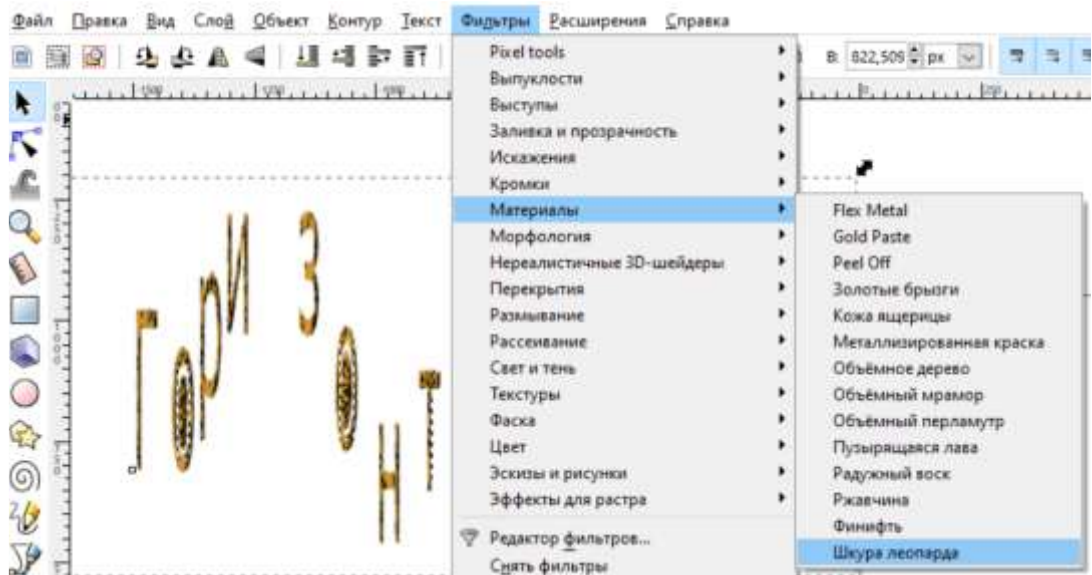 Файл Правка Вид Слой Объект Контур Текст Фильтры Расширения Справка
В: 822,509 px
Pixel tools
Выпуклости
Выступы
Заливка и прозрачность
Искажения
Кромки
Материалы
Морфология
Нереалистичные 3D-шейдеры
Перекрытия
Размывание
Рассеивание
Свет и тень
Текстуры
Фаска
Цвет
Эскизы и рисунки
Эффекты для растра
Редактор фильтров...
Снять фильтры
Flex Metal
Gold Paste
Peel Off
Золотые брызги
Кожа ящерицы
Металлизированная краска
Объёмное дерево
Объёмный мрамор
Объёмный перламутр
Пузырящаяся лава
Радужный воск
Ржавчина
Финифть
Шкура леопарда
ГориЗоНт